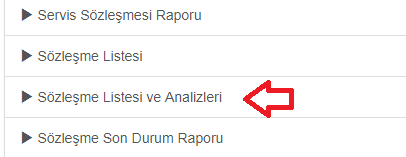 Servis Sözleşmesi Raporu
Sözleşme Listesi
Sözleşme Listesi ve Analizleri
Sözleşme Son Durum Raporu